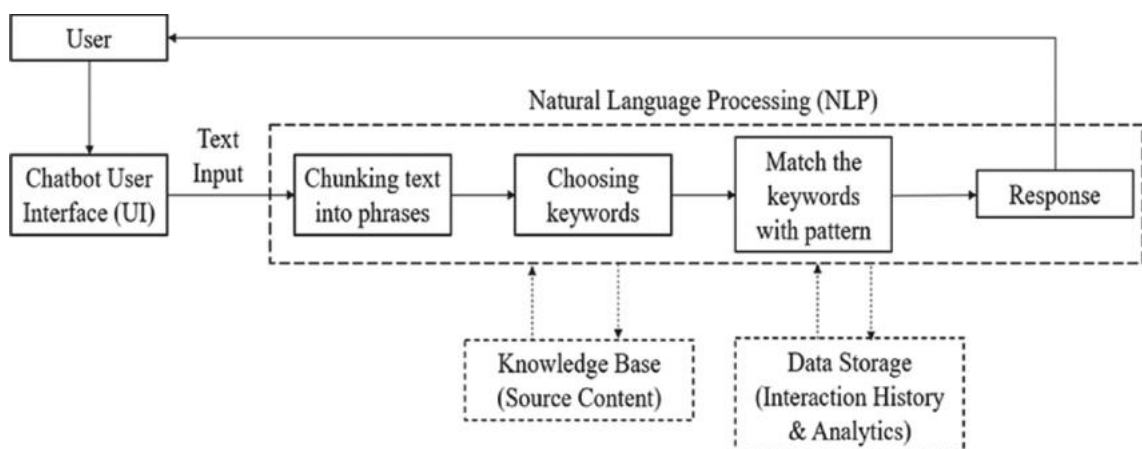 User
Natural Language Processing (NLP)
Text
Input
Chatbot User
Interface (UI)
Chunking text
into phrases
Choosing
keywords
Match the
keywords
with pattern
Response
Knowledge Base
(Source Content)
Data Storage
(Interaction History
& Analytics)